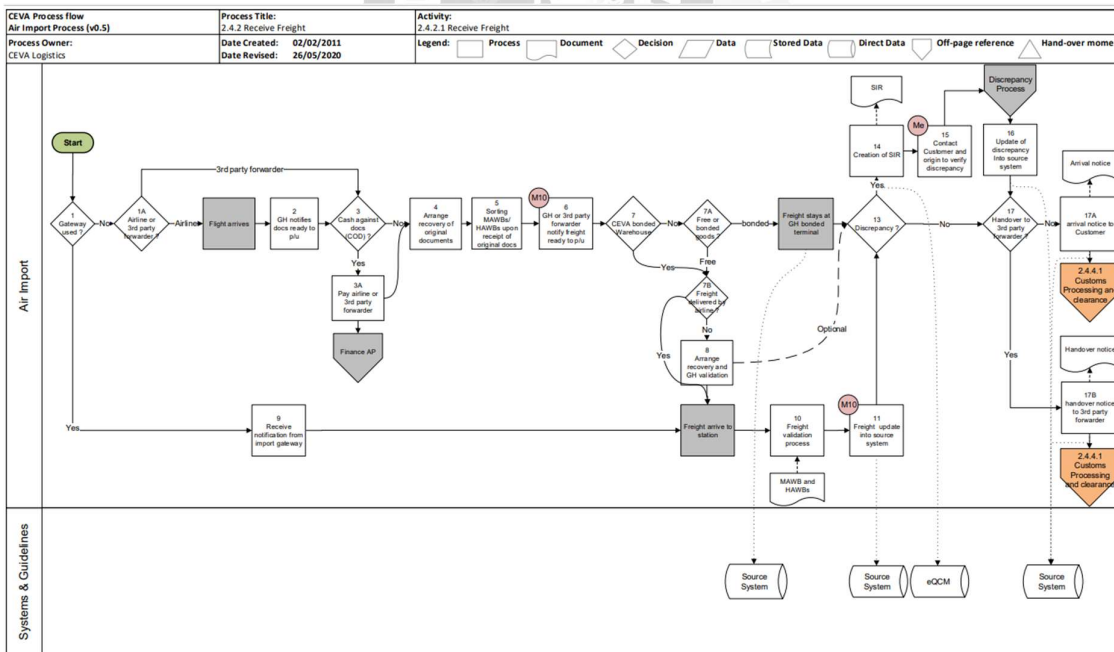 CEVA Process flow
Air Import Process (v0.5)
Process Title:
2.4.2 Receive Freight
Activity:
2.4.2.1 Receive Freight
Process Owner:
CEVA Logistics
Date Created: 02/02/2011
Date Revised: 26/05/2020
Legend:
Process
Document
Decision
Data
Stored Data
Direct Data
Off-page reference
Hand-over mome
Air Import
Start
1
Gateway
used ?
No
1A
Airline or
3rd party
forwarder ?
3rd party forwarder
Airline
Flight arrives
2
GH notifies
docs ready to
p/u
3
Cash against
docs
(COD) ?
No
Yes
3A
Pay airline or
3rd party
forwarder
Finance AP
4
Arrange
recovery of
original
documents
5
Sorting
MAWBs/
HAWBs upon
receipt of
original docs
M10
6
GH or 3rd party
forwarder
notify freight
ready to p/u
7
CEVA bonded
Warehouse
No
Yes
7A
Free or
bonded
goods ?
bonded
Free
7B
Freight
delivered by
airline ?
No
Yes
8
Arrange
recovery and
GH validation
Optional
Freight stays at
GH bonded
terminal
13
Discrepancy ?
Yes
No
14
Creation of SIR
SIR
Me
15
Contact
Customer and
origin to verify
discrepancy
Discrepancy
Process
16
Update of
discrepancy
Into source
system
17
Handover to
3rd party
forwarder ?
No
Yes
Arrival notice
17A
arrival notice to
Customer
2.4.4.1
Customs
Processing and
clearance
Handover notice
17B
handover notice
to 3rd party
forwarder
2.4.4.1
Customs
Processing
and clearance
Yes
9
Receive
notification from
import gateway
Freight arrive to
station
10
Freight
validation
process
MAWB and
HAWBs
M10
11
Freight update
into source
system
Systems & Guidelines
Source
System
Source
System
eQCM
Source
System